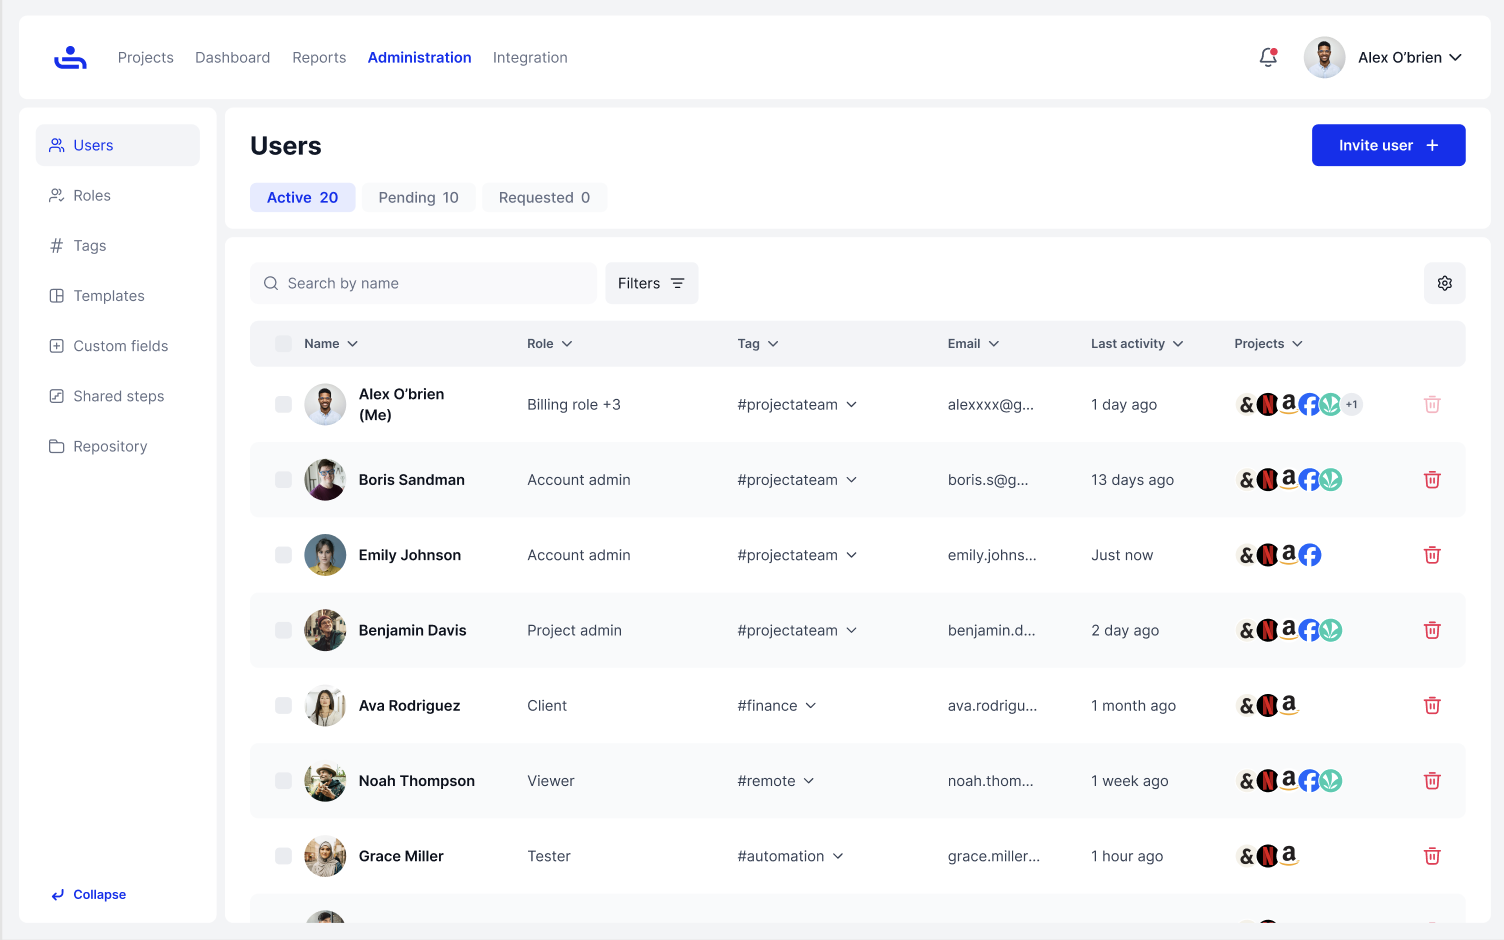 Projects Dashboard Reports Administration Integration Alex O'brien
Users
Roles
Tags
Templates
Custom fields
Shared steps
Repository
Collapse
Users
Invite user +
Active 20 Pending 10 Requested 0
Search by name Filters
Name Role Tag Email Last activity Projects
Alex O'brien
(Me)
Billing role +3 #projectateam alexxxx@g... 1 day ago & N a +1
Boris Sandman Account admin #projectateam boris.s@g... 13 days ago & N a
Emily Johnson Account admin #projectateam emily.johns... Just now & N a
Benjamin Davis Project admin #projectateam benjamin.d... 2 day ago & N a
Ava Rodriguez Client #finance ava.rodrigu... 1 month ago & N a
Noah Thompson Viewer #remote noah.thom... 1 week ago & N a
Grace Miller Tester #automation grace.miller... 1 hour ago & N a